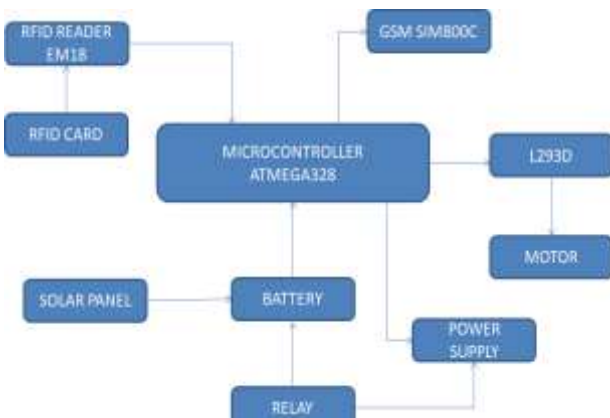 RFID READER
EM18
GSM SIM800C
RFID CARD
MICROCONTROLLER
ATMEGA328
L293D
MOTOR
SOLAR PANEL
BATTERY
POWER
SUPPLY
RELAY